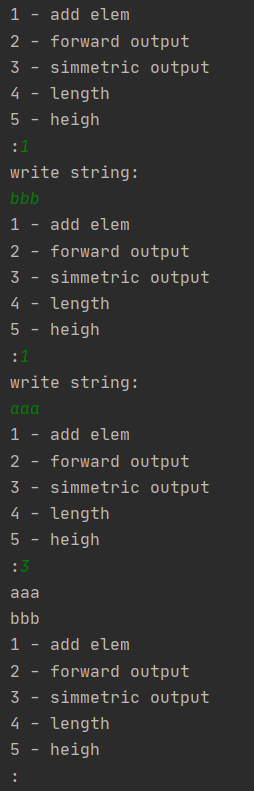 1 - add elem
2 - forward output
3 - simmetric output
4 - length
5 - heigh
:1
write string:
bbb
1 - add elem
2 - forward output
3 - simmetric output
4 - length
5 - heigh
:1
write string:
aaa
1 - add elem
2 - forward output
3 - simmetric output
4 - length
5 - heigh
:3
aaa
bbb
1 - add elem
2 - forward output
3 - simmetric output
4 - length
5 - heigh
: